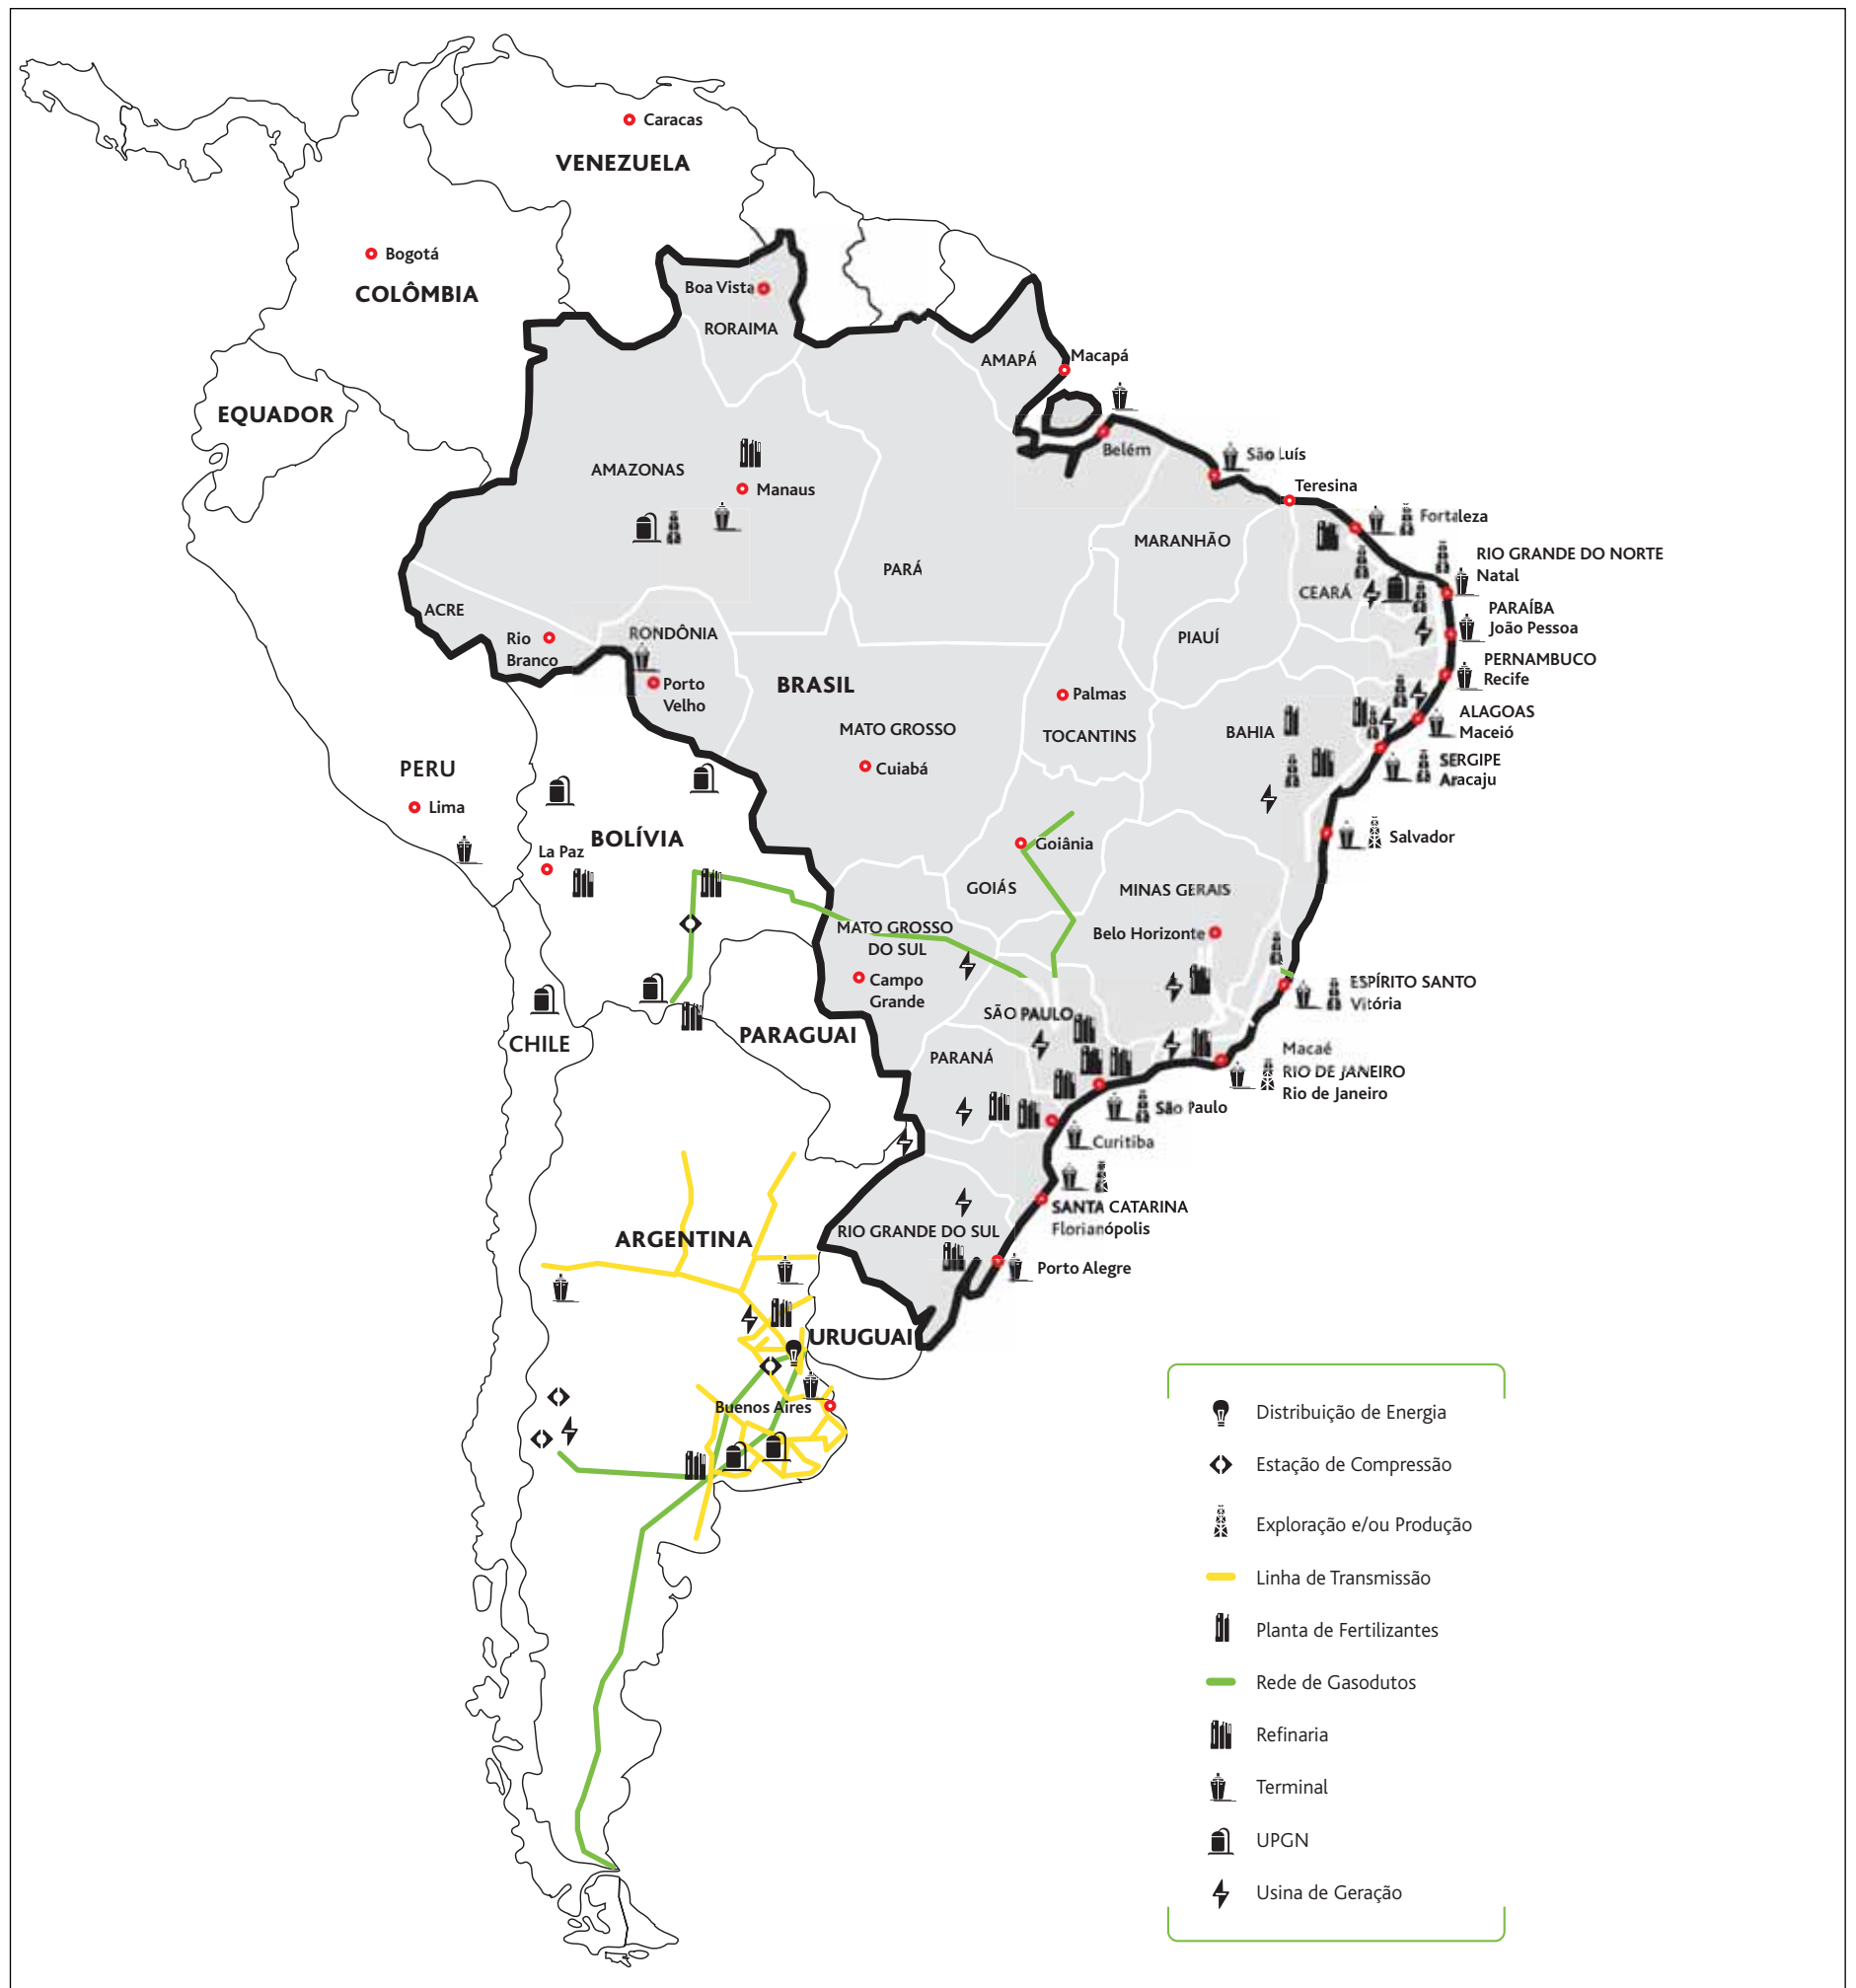 Caracas
VENEZUELA
Bogotá
COLÔMBIA
Boa Vista
RORAIMA
AMAPÁ
Macapá
EQUADOR
Belém
São Luís
AMAZONAS
Manaus
Teresina
Fortaleza
MARANHÃO
RIO GRANDE DO NORTE
Natal
PARÁ
CEARÁ
ACRE
PARAÍBA
João Pessoa
Rio
Branco
RONDÔNIA
PIAUÍ
PERNAMBUCO
Recife
Porto
Velho
BRASIL
Palmas
ALAGOAS
Maceió
MATO GROSSO
TOCANTINS
BAHIA
SERGIPE
Aracaju
PERU
Cuiabá
Lima
BOLÍVIA
La Paz
Goiânia
Salvador
GOIÁS
MINAS GERAIS
MATO GROSSO
DO SUL
Belo Horizonte
Campo
Grande
ESPÍRITO SANTO
Vitória
SÃO PAULO
CHILE
PARAGUAI
PARANÁ
Macaé
RIO DE JANEIRO
Rio de Janeiro
São Paulo
Curitiba
SANTA CATARINA
Florianópolis
ARGENTINA
RIO GRANDE DO SUL
Porto Alegre
URUGUAI
Buenos Aires
Distribuição de Energia
Estação de Compressão
Exploração e/ou Produção
Linha de Transmissão
Planta de Fertilizantes
Rede de Gasodutos
Refinaria
Terminal
UPGN
Usina de Geração